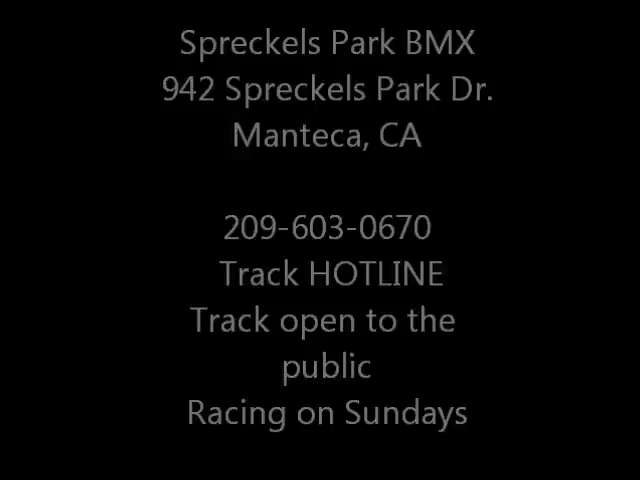 Spreckels Park BMX
942 Spreckels Park Dr.
Manteca, CA
209-603-0670
Track HOTLINE
Track open to the
public
Racing on Sundays